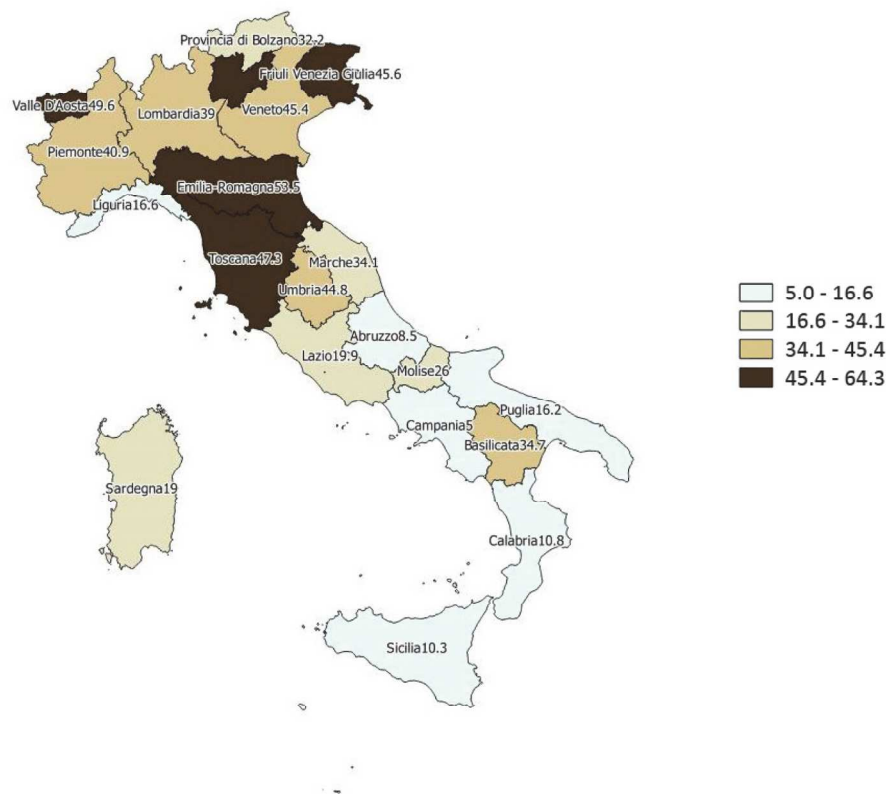 Provincia di Bolzano32.2
Friuli Venezia Giulia45.6
Valle D'Aosta49.6
Lombardia39
Veneto45.4
Piemonte40.9
Emilia-Romagna53.5
Liguria16.6
Toscana47.3
Marche34.1
Umbria44.8
Abruzzo8.5
Lazio19.9
Molise26
Puglia16.2
Campania5
Basilicata34.7
Sardegna19
Calabria10.8
Sicilia10.3
5.0 - 16.6
16.6 - 34.1
34.1 - 45.4
45.4 - 64.3